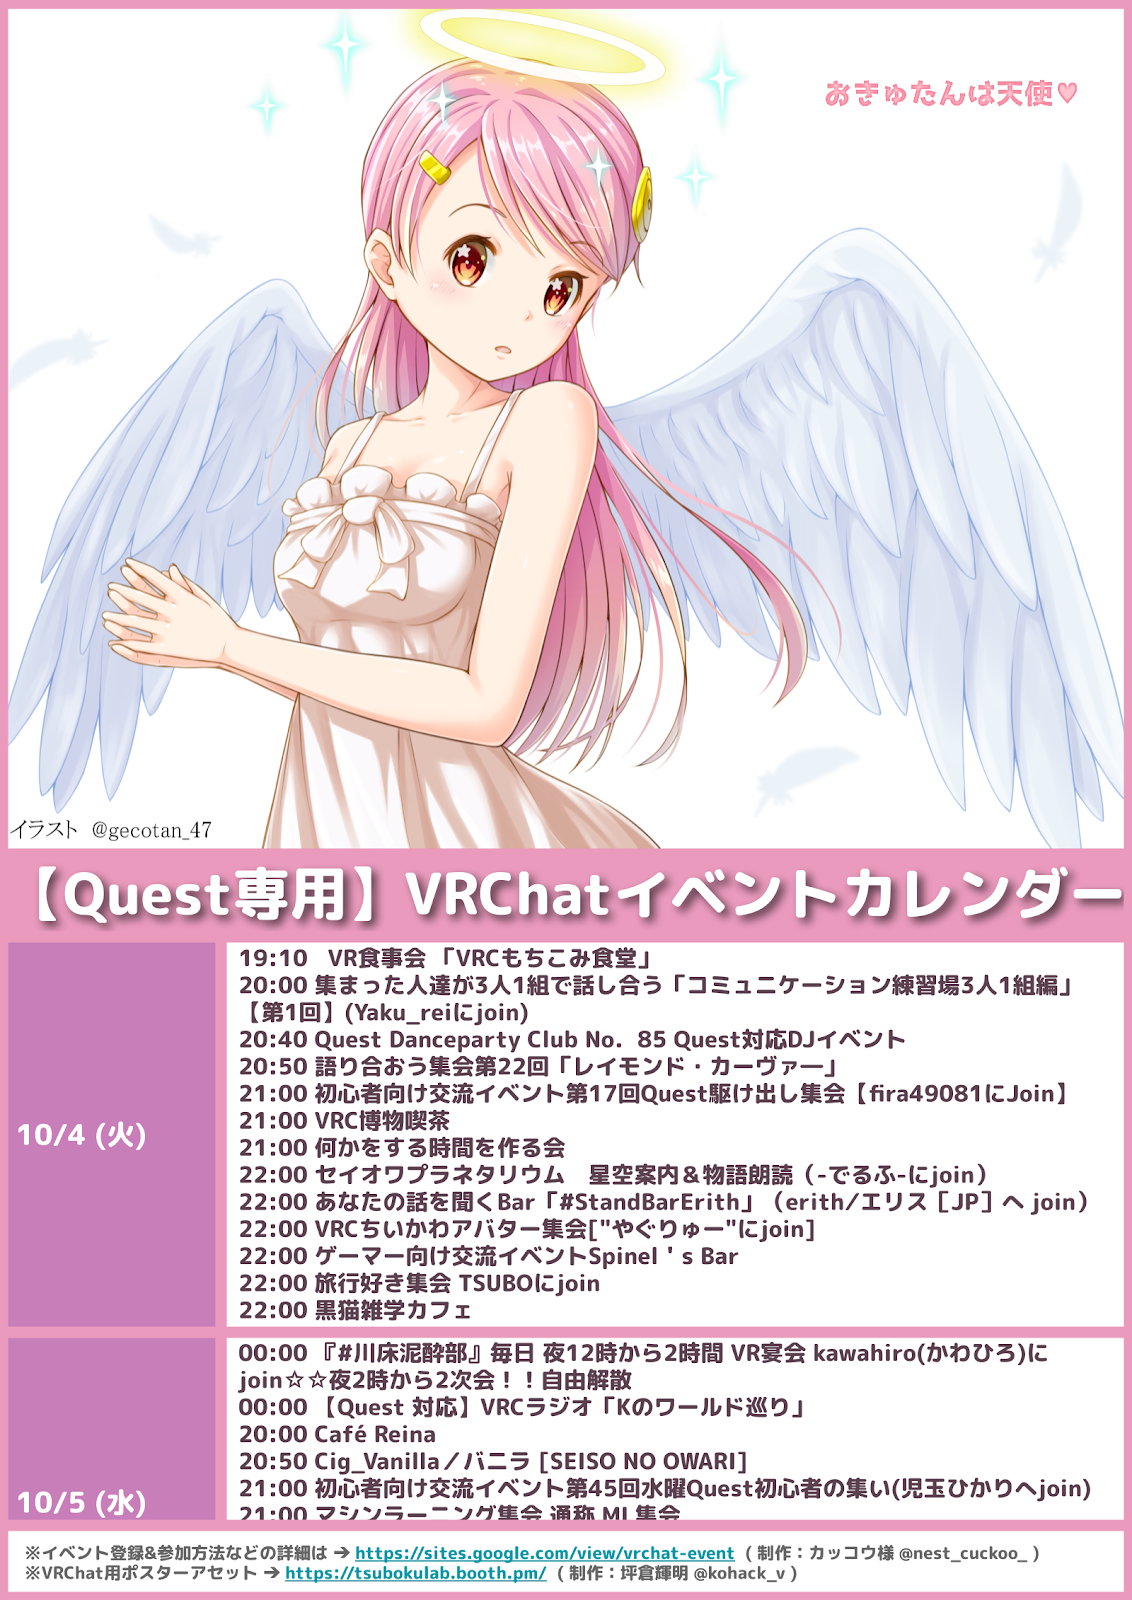 おきゅたんは天使♥
イラスト @gecotan_47
【Quest専用】VRChatイベントカレンダー
10/4 (火)
19:10　VR食事会 「VRCもちこみ食堂」
20:00 集まった人達が3人1組で話し合う「コミュニケーション練習場3人1組編」
【第1回】(Yaku_reiにjoin)
20:40 Quest Danceparty Club No．85 Quest対応DJイベント
20:50 語り合おう集会第22回「レイモンド・カーヴァー」
21:00 初心者向け交流イベント第17回Quest駆け出し集会【fira49081にJoin】
21:00 VRC博物喫茶
21:00 何かをする時間を作る会
22:00 セイオワプラネタリウム　星空案内＆物語朗読（-でるふ-にjoin）
22:00 あなたの話を聞くBar「#StandBarErith」（erith/エリス［JP］へ join）
22:00 VRCちいかわアバター集会["やぐりゅー"にjoin]
22:00 ゲーマー向け交流イベントSpinel＇s Bar
22:00 旅行好き集会 TSUBOにjoin
22:00 黒猫雑学カフェ
10/5 (水)
00:00 『#川床泥酔部』毎日 夜12時から2時間 VR宴会 kawahiro(かわひろ)に
join☆☆夜2時から2次会！！自由解散
00:00 【Quest 対応】VRCラジオ「Kのワールド巡り」
20:00 Café Reina
20:50 Cig_Vanilla／バニラ [SEISO NO OWARI]
21:00 初心者向け交流イベント第45回水曜Quest初心者の集い(児玉ひかりへjoin)
21:00 マシンラーニング集会 通称 ML集会
※イベント登録&参加方法などの詳細は ➔ https://sites.google.com/view/vrchat-event ( 制作：カッコウ様 @nest_cuckoo_ )
※VRChat用ポスターアセット ➔ https://tsubokulab.booth.pm/ ( 制作：坪倉輝明 @kohack_v )